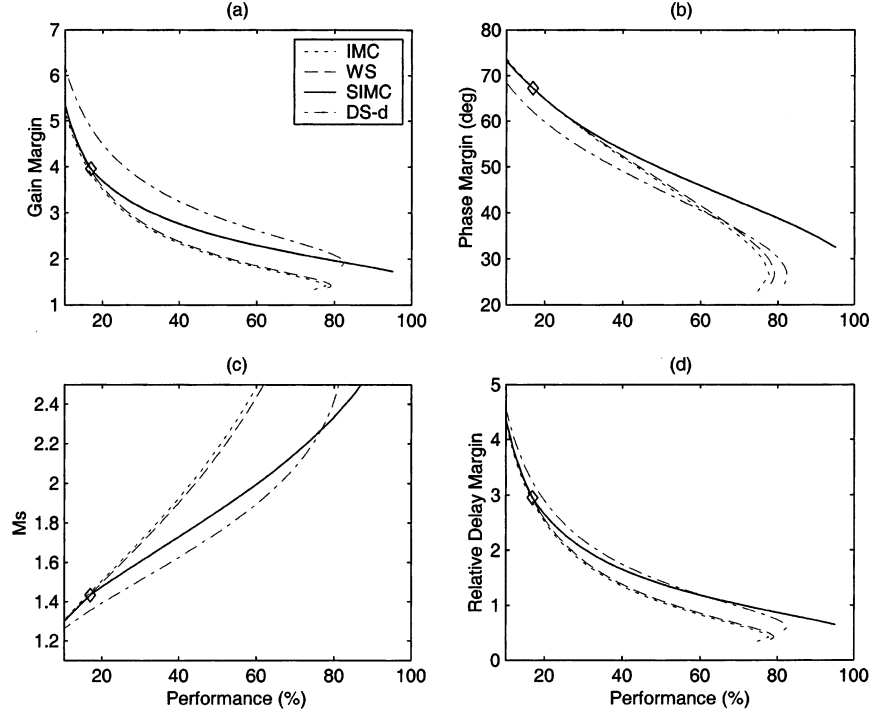 (a)
Gain Margin
7
6
5
4
3
2
1
20 40 60 80 100
IMC
WS
SIMC
DS-d
(b)
Phase Margin (deg)
80
70
60
50
40
30
20
20 40 60 80 100
(c)
Ms
2.4
2.2
2
1.8
1.6
1.4
1.2
20 40 60 80 100
Performance (%)
(d)
Relative Delay Margin
5
4
3
2
1
0
20 40 60 80 100
Performance (%)